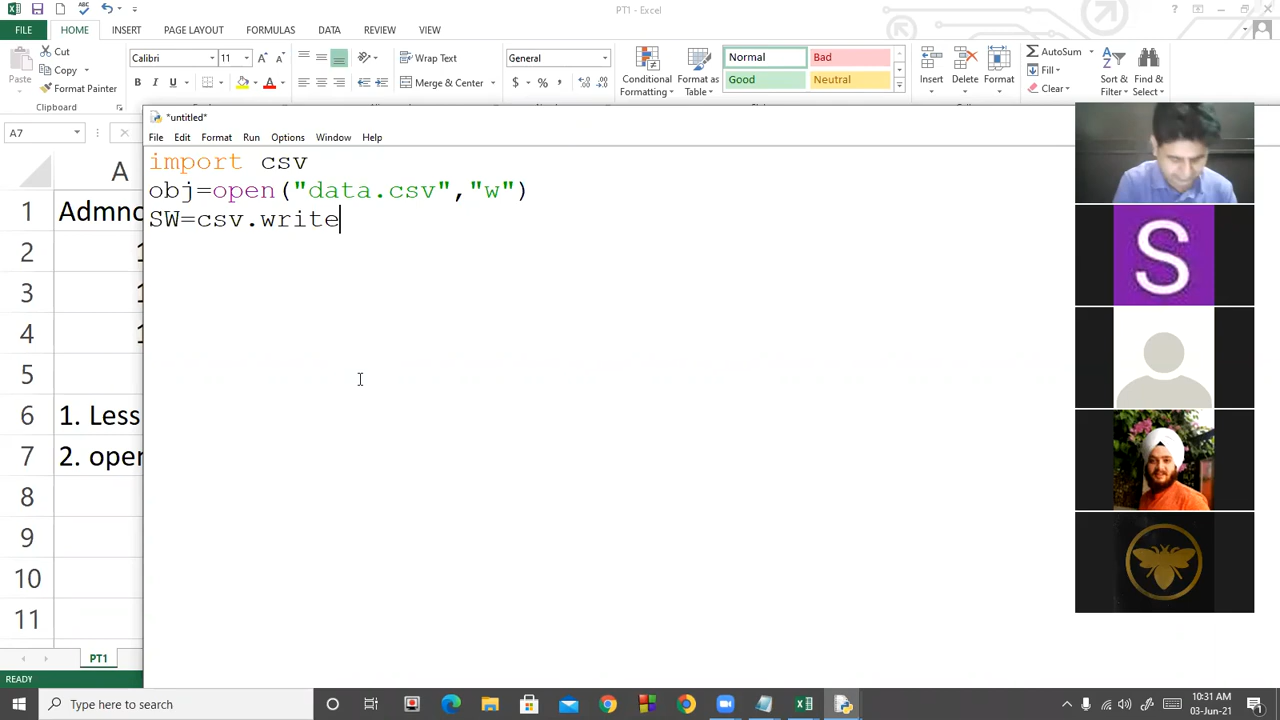 PT1 - Excel
FILE HOME INSERT PAGE LAYOUT FORMULAS DATA REVIEW VIEW
Paste
Cut
Copy
Format Painter
Clipboard
Calibri 11
B I U
Wrap Text
Merge & Center
General
$ % ,
Conditional Formatting
Format as Table
Normal Bad
Good Neutral
Insert Delete Format
AutoSum
Fill
Clear
Sort & Filter
Find & Select
A7
*untitled*
File Edit Format Run Options Window Help
import csv
obj=open("data.csv","w")
SW=csv.write
A
1 Admno
2 1
3 1
4 1
5
6 1. Less
7 2. oper
8
9
10
11
PT1
READY
S
Type here to search
10:31 AM
03-Jun-21